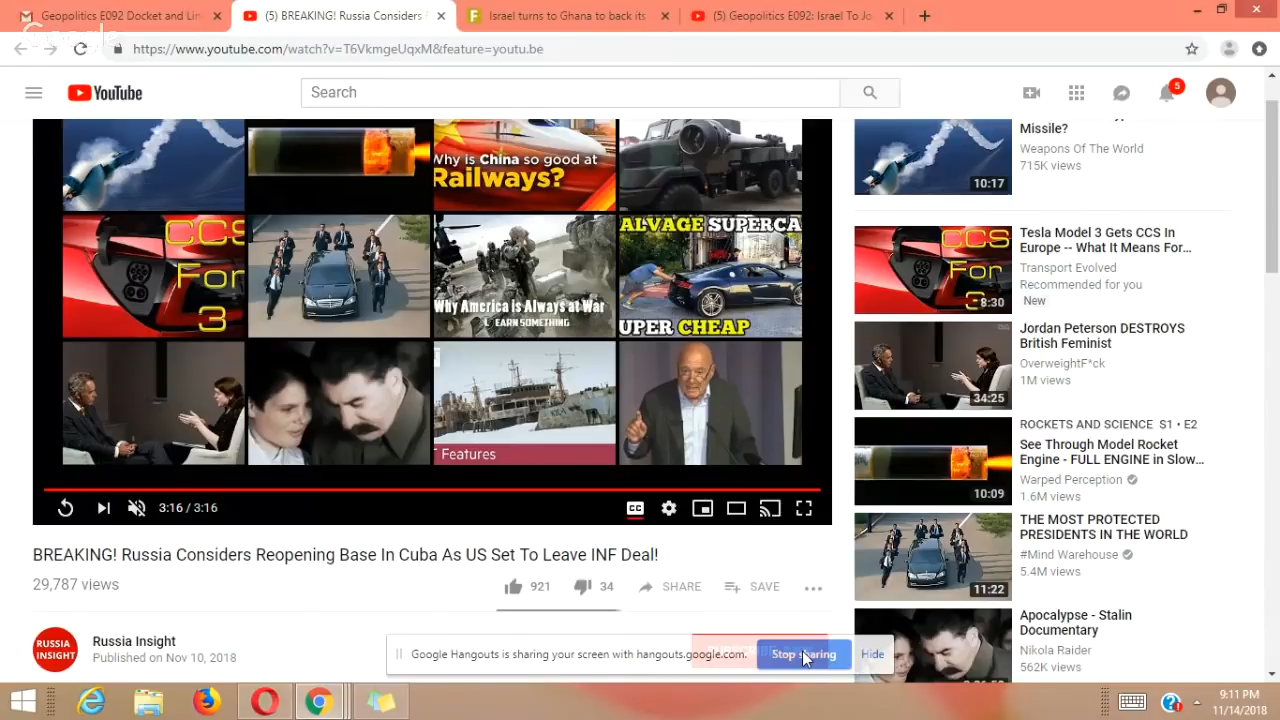 Geopolitics E092 Docket and Lin
(5) BREAKING! Russia Considers
Israel turns to Ghana to back its
(5) Geopolitics E092: Israel To Jo
https://www.youtube.com/watch?v=T6VkmgeUqxM&feature=youtu.be
YouTube
Search
5
Why is China so good at
Railways?
CCS
For
3
Why America is Always at War
LEARN SOMETHING
ALVAGE SUPERCA
UPER CHEAP
T Features
3:16 / 3:16
CC
BREAKING! Russia Considers Reopening Base In Cuba As US Set To Leave INF Deal!
29,787 views
921
34
SHARE
SAVE
RUSSIA
INSIGHT
Russia Insight
Published on Nov 10, 2018
Google Hangouts is sharing your screen with hangouts.google.com.
Stop sharing
Hide
Missile?
Weapons Of The World
715K views
10:17
CCS
For
3
8:30
Tesla Model 3 Gets CCS In
Europe -- What It Means For...
Transport Evolved
Recommended for you
New
Jordan Peterson DESTROYS
British Feminist
OverweightF*ck
1M views
34:25
ROCKETS AND SCIENCE S1 • E2
See Through Model Rocket
Engine - FULL ENGINE in Slow...
Warped Perception
1.6M views
10:09
THE MOST PROTECTED
PRESIDENTS IN THE WORLD
#Mind Warehouse
5.4M views
11:22
Apocalypse - Stalin
Documentary
Nikola Raider
562K views
9:11 PM
11/14/2018